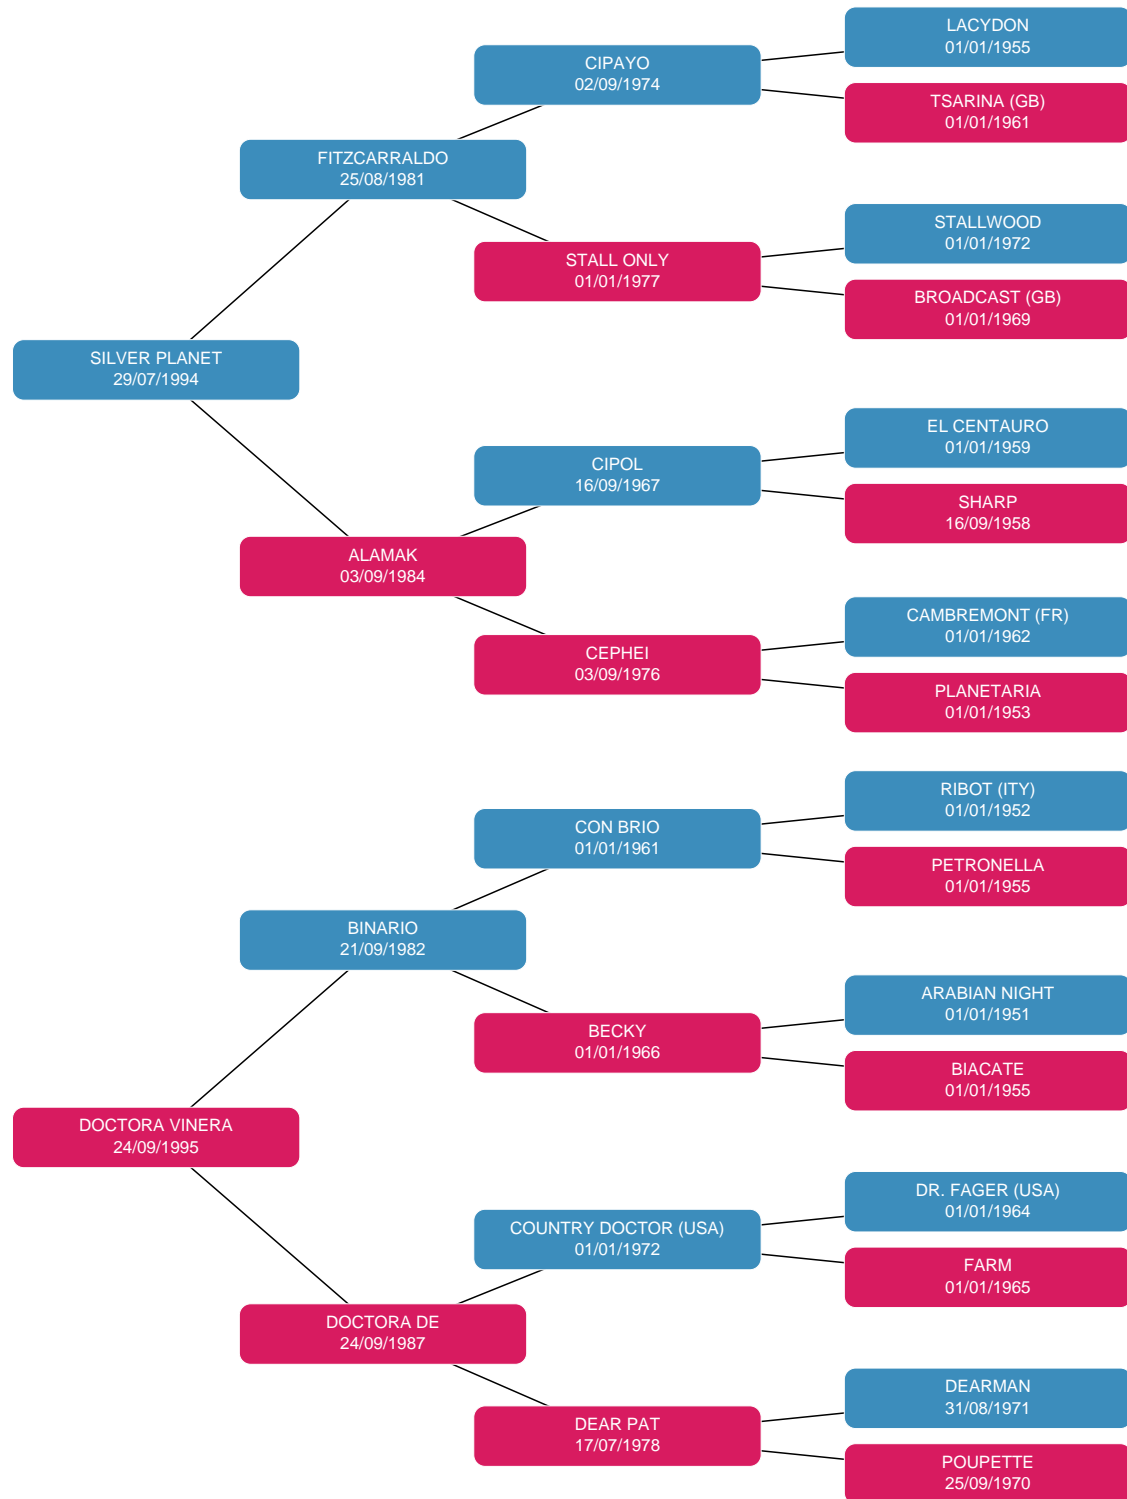 LACYDON
01/01/1955
CIPAYO
02/09/1974
TSARINA (GB)
01/01/1961
FITZCARRALDO
25/08/1981
STALLWOOD
01/01/1972
STALL ONLY
01/01/1977
BROADCAST (GB)
01/01/1969
SILVER PLANET
29/07/1994
EL CENTAURO
01/01/1959
CIPOL
16/09/1967
SHARP
16/09/1958
ALAMAK
03/09/1984
CAMBREMONT (FR)
01/01/1962
CEPHEI
03/09/1976
PLANETARIA
01/01/1953
RIBOT (ITY)
01/01/1952
CON BRIO
01/01/1961
PETRONELLA
01/01/1955
BINARIO
21/09/1982
ARABIAN NIGHT
01/01/1951
BECKY
01/01/1966
BIACATE
01/01/1955
DOCTORA VINERA
24/09/1995
DR. FAGER (USA)
01/01/1964
COUNTRY DOCTOR (USA)
01/01/1972
FARM
01/01/1965
DOCTORA DE
24/09/1987
DEARMAN
31/08/1971
DEAR PAT
17/07/1978
POUPETTE
25/09/1970